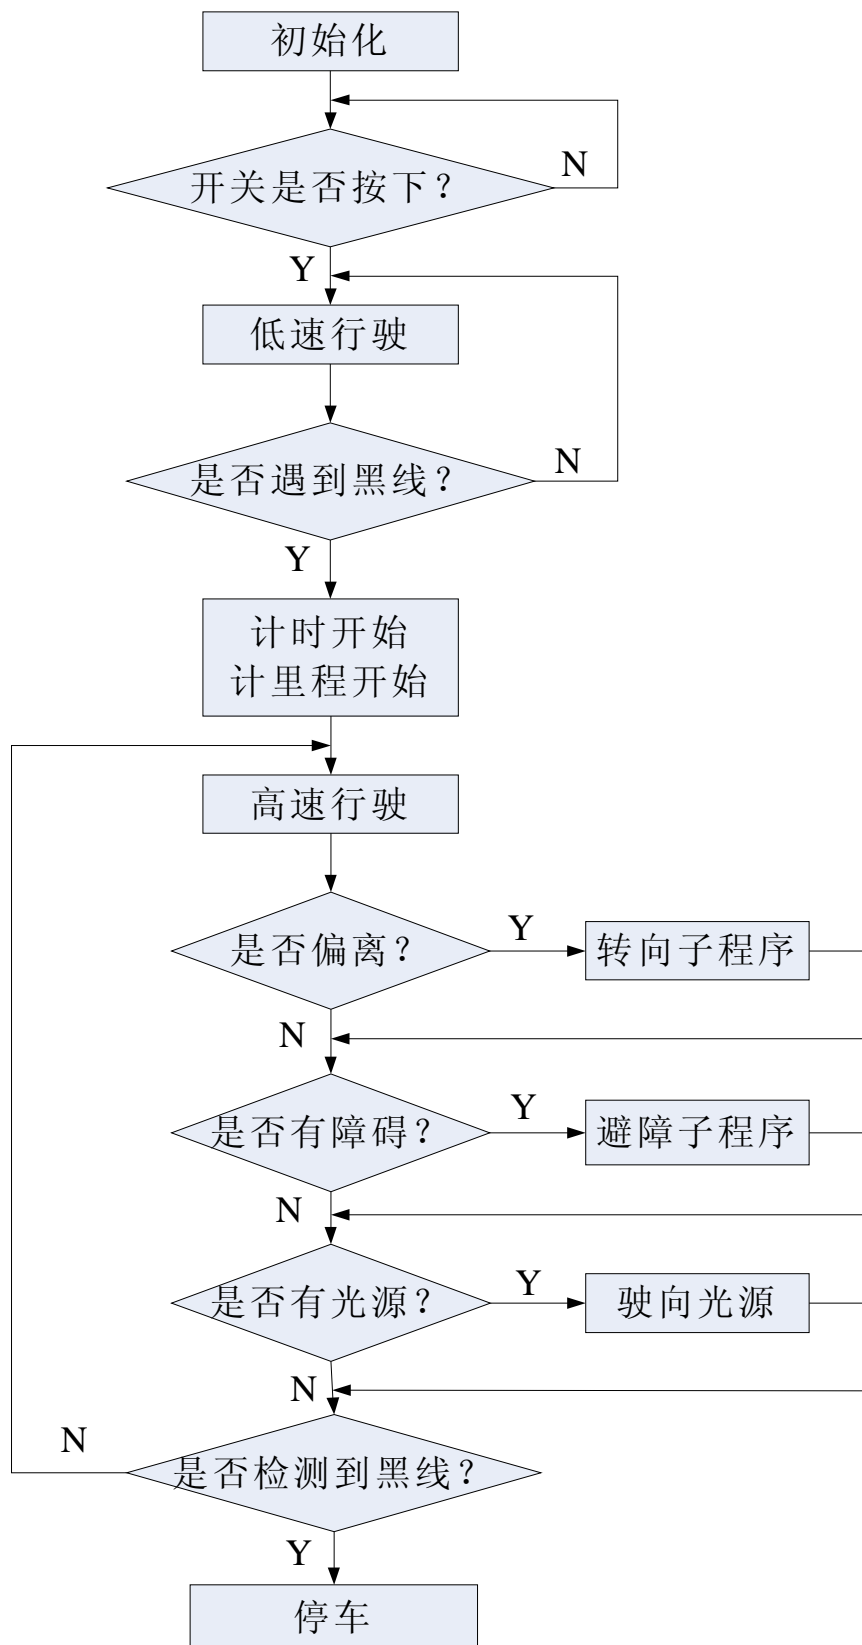 初始化
N
开关是否按下？
Y
低速行驶
N
是否遇到黑线？
Y
计时开始
计里程开始
高速行驶
Y
是否偏离？
转向子程序
N
Y
是否有障碍？
避障子程序
N
Y
是否有光源？
驶向光源
N
N
是否检测到黑线？
Y
停车